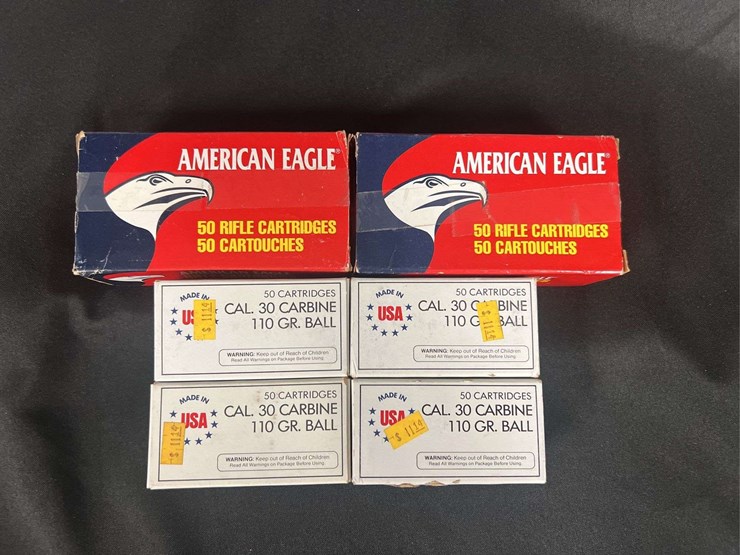 AMERICAN EAGLE®
50 RIFLE CARTRIDGES
50 CARTOUCHES
AMERICAN EAGLE®
50 RIFLE CARTRIDGES
50 CARTOUCHES
MADE IN
50 CARTRIDGES
CAL. 30 CARBINE
110 GR. BALL
WARNING: Keep out of Reach of Children
Read All Warnings on Package Before Using
MADE IN
USA
50 CARTRIDGES
CAL. 30
110
BALL
WARNING: Keep out of Reach of Children
Read All Warnings on Package Before Using
MADE IN
USA
50 CARTRIDGES
CAL. 30 CARBINE
110 GR. BALL
WARNING: Keep out of Reach of Children
Read All Warnings on Package Before Using
MADE IN
USA
$ 11.19
50 CARTRIDGES
CAL. 30 CARBINE
110 GR. BALL
WARNING: Keep out of Reach of Children
Read All Warnings on Package Before Using